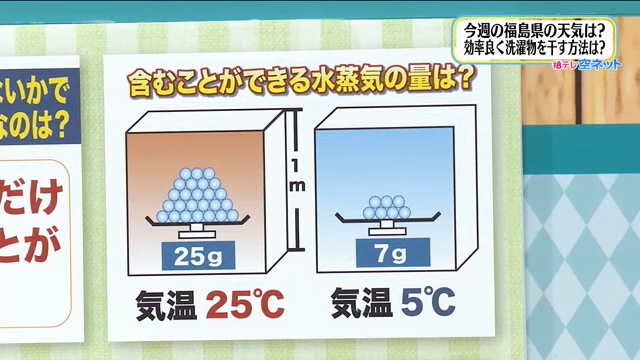 今週の福島県の天気は?
効率良く洗濯物を干す方法は?
福テレ空ネット
ないかで
なのは?
だけ
とが
含むことができる水蒸気の量は?
1m
25g
7g
気温 25℃
気温 5℃